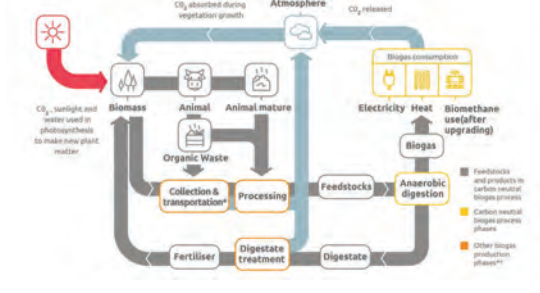 CO₂ absorbed during
vegetation growth
Atmosphere
CO₂ released
Biogas consumption
CO₂, sunlight and
water used in
photosynthesis
to make new plant
matter
Biomass
Animal
Animal mature
Electricity
Heat
Biomethane
use(after
upgrading)
Organic Waste
Biogas
Collection &
transportation*
Processing
Feedstocks
Anaerobic
digestion
Feedstocks
and products in
carbon neutral
biogas process
Carbon neutral
biogas process
phases
Other biogas
production
phases**
Fertiliser
Digestate
treatment
Digestate